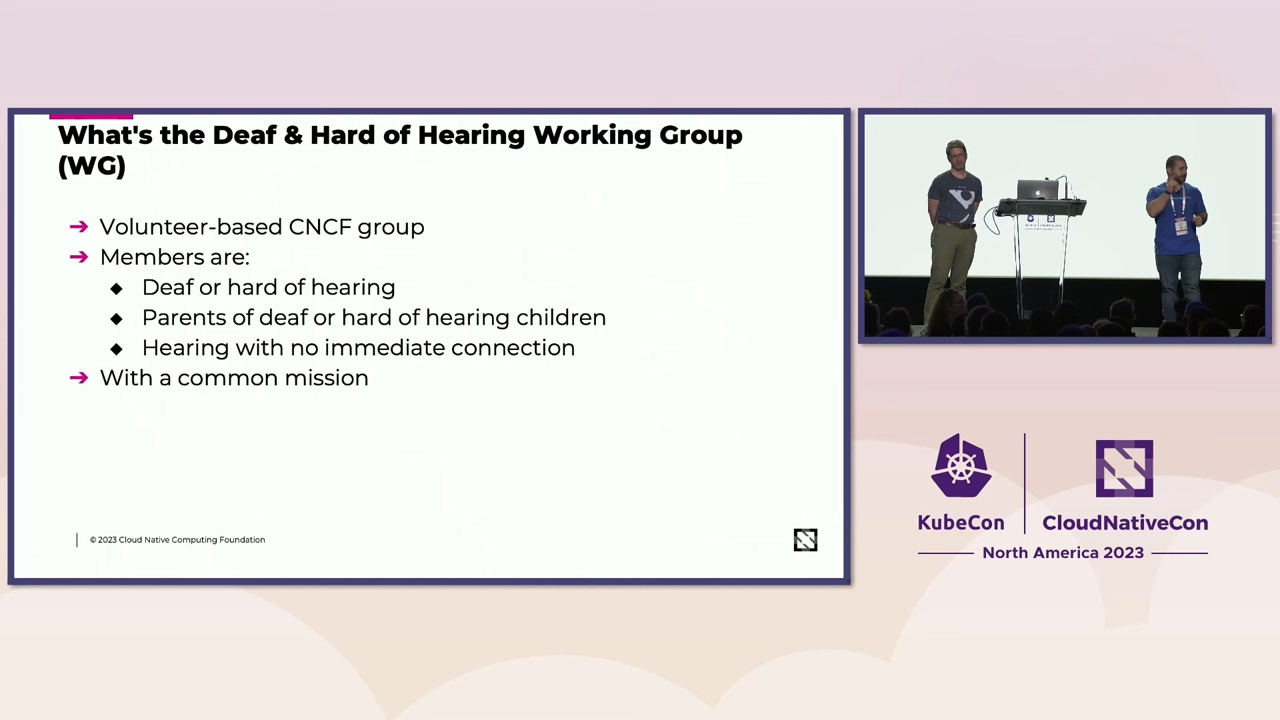 What's the Deaf & Hard of Hearing Working Group
(WG)
➔ Volunteer-based CNCF group
➔ Members are:
◆ Deaf or hard of hearing
◆ Parents of deaf or hard of hearing children
◆ Hearing with no immediate connection
➔ With a common mission
© 2023 Cloud Native Computing Foundation
KubeCon
CloudNativeCon
North America 2023